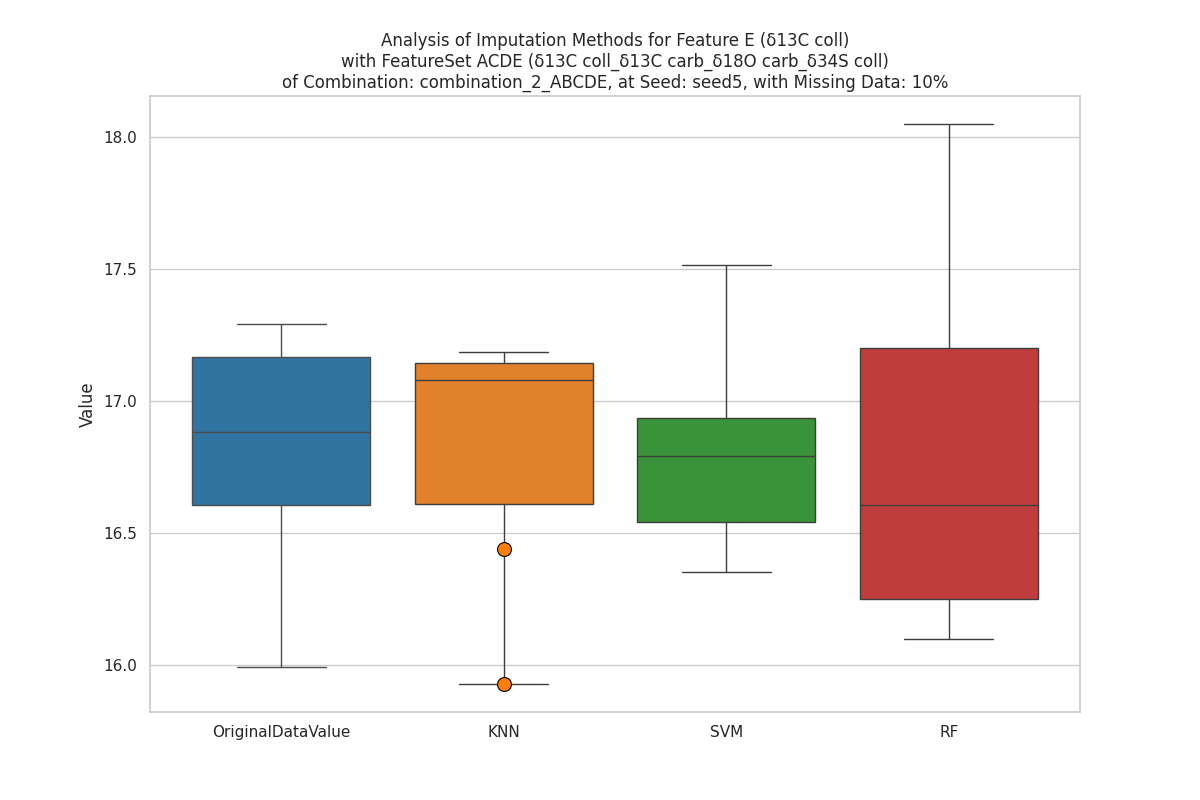 Analysis of Imputation Methods for Feature E (δ13C coll)
with FeatureSet ACDE (δ13C coll_δ13C carb_δ18O carb_δ34S coll)
of Combination: combination_2_ABCDE, at Seed: seed5, with Missing Data: 10%
18.0
17.5
17.0
16.5
16.0
Value
OriginalDataValue
KNN
SVM
RF